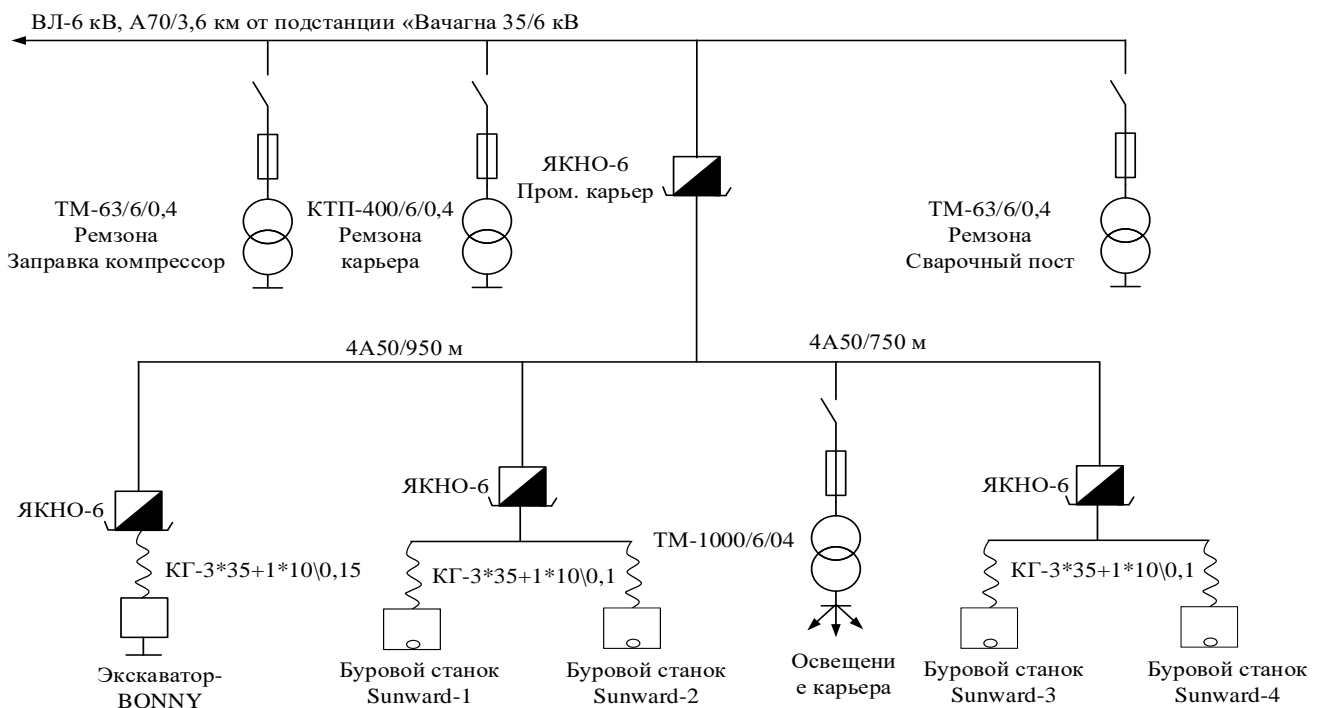 ВЛ-6 кВ, А70/3,6 км от подстанции «Вачагна 35/6 кВ
ТМ-63/6/0,4
Ремзона
Заправка компрессор
КТП-400/6/0,4
Ремзона
карьера
ЯКНО-6
Пром. карьер
ТМ-63/6/0,4
Ремзона
Сварочный пост
4А50/950 м
4А50/750 м
ЯКНО-6
КГ-3*35+1*10\0,15
Экскаватор-
BONNY
ЯКНО-6
КГ-3*35+1*10\0,1
Буровой станок
Sunward-1
Буровой станок
Sunward-2
ТМ-1000/6/04
Освещени
е карьера
ЯКНО-6
КГ-3*35+1*10\0,1
Буровой станок
Sunward-3
Буровой станок
Sunward-4